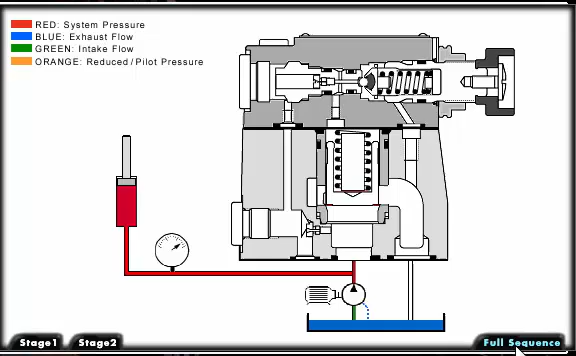 RED: System Pressure
BLUE: Exhaust Flow
GREEN: Intake Flow
ORANGE: Reduced/Pilot Pressure
Stage1 Stage2 Full Sequence